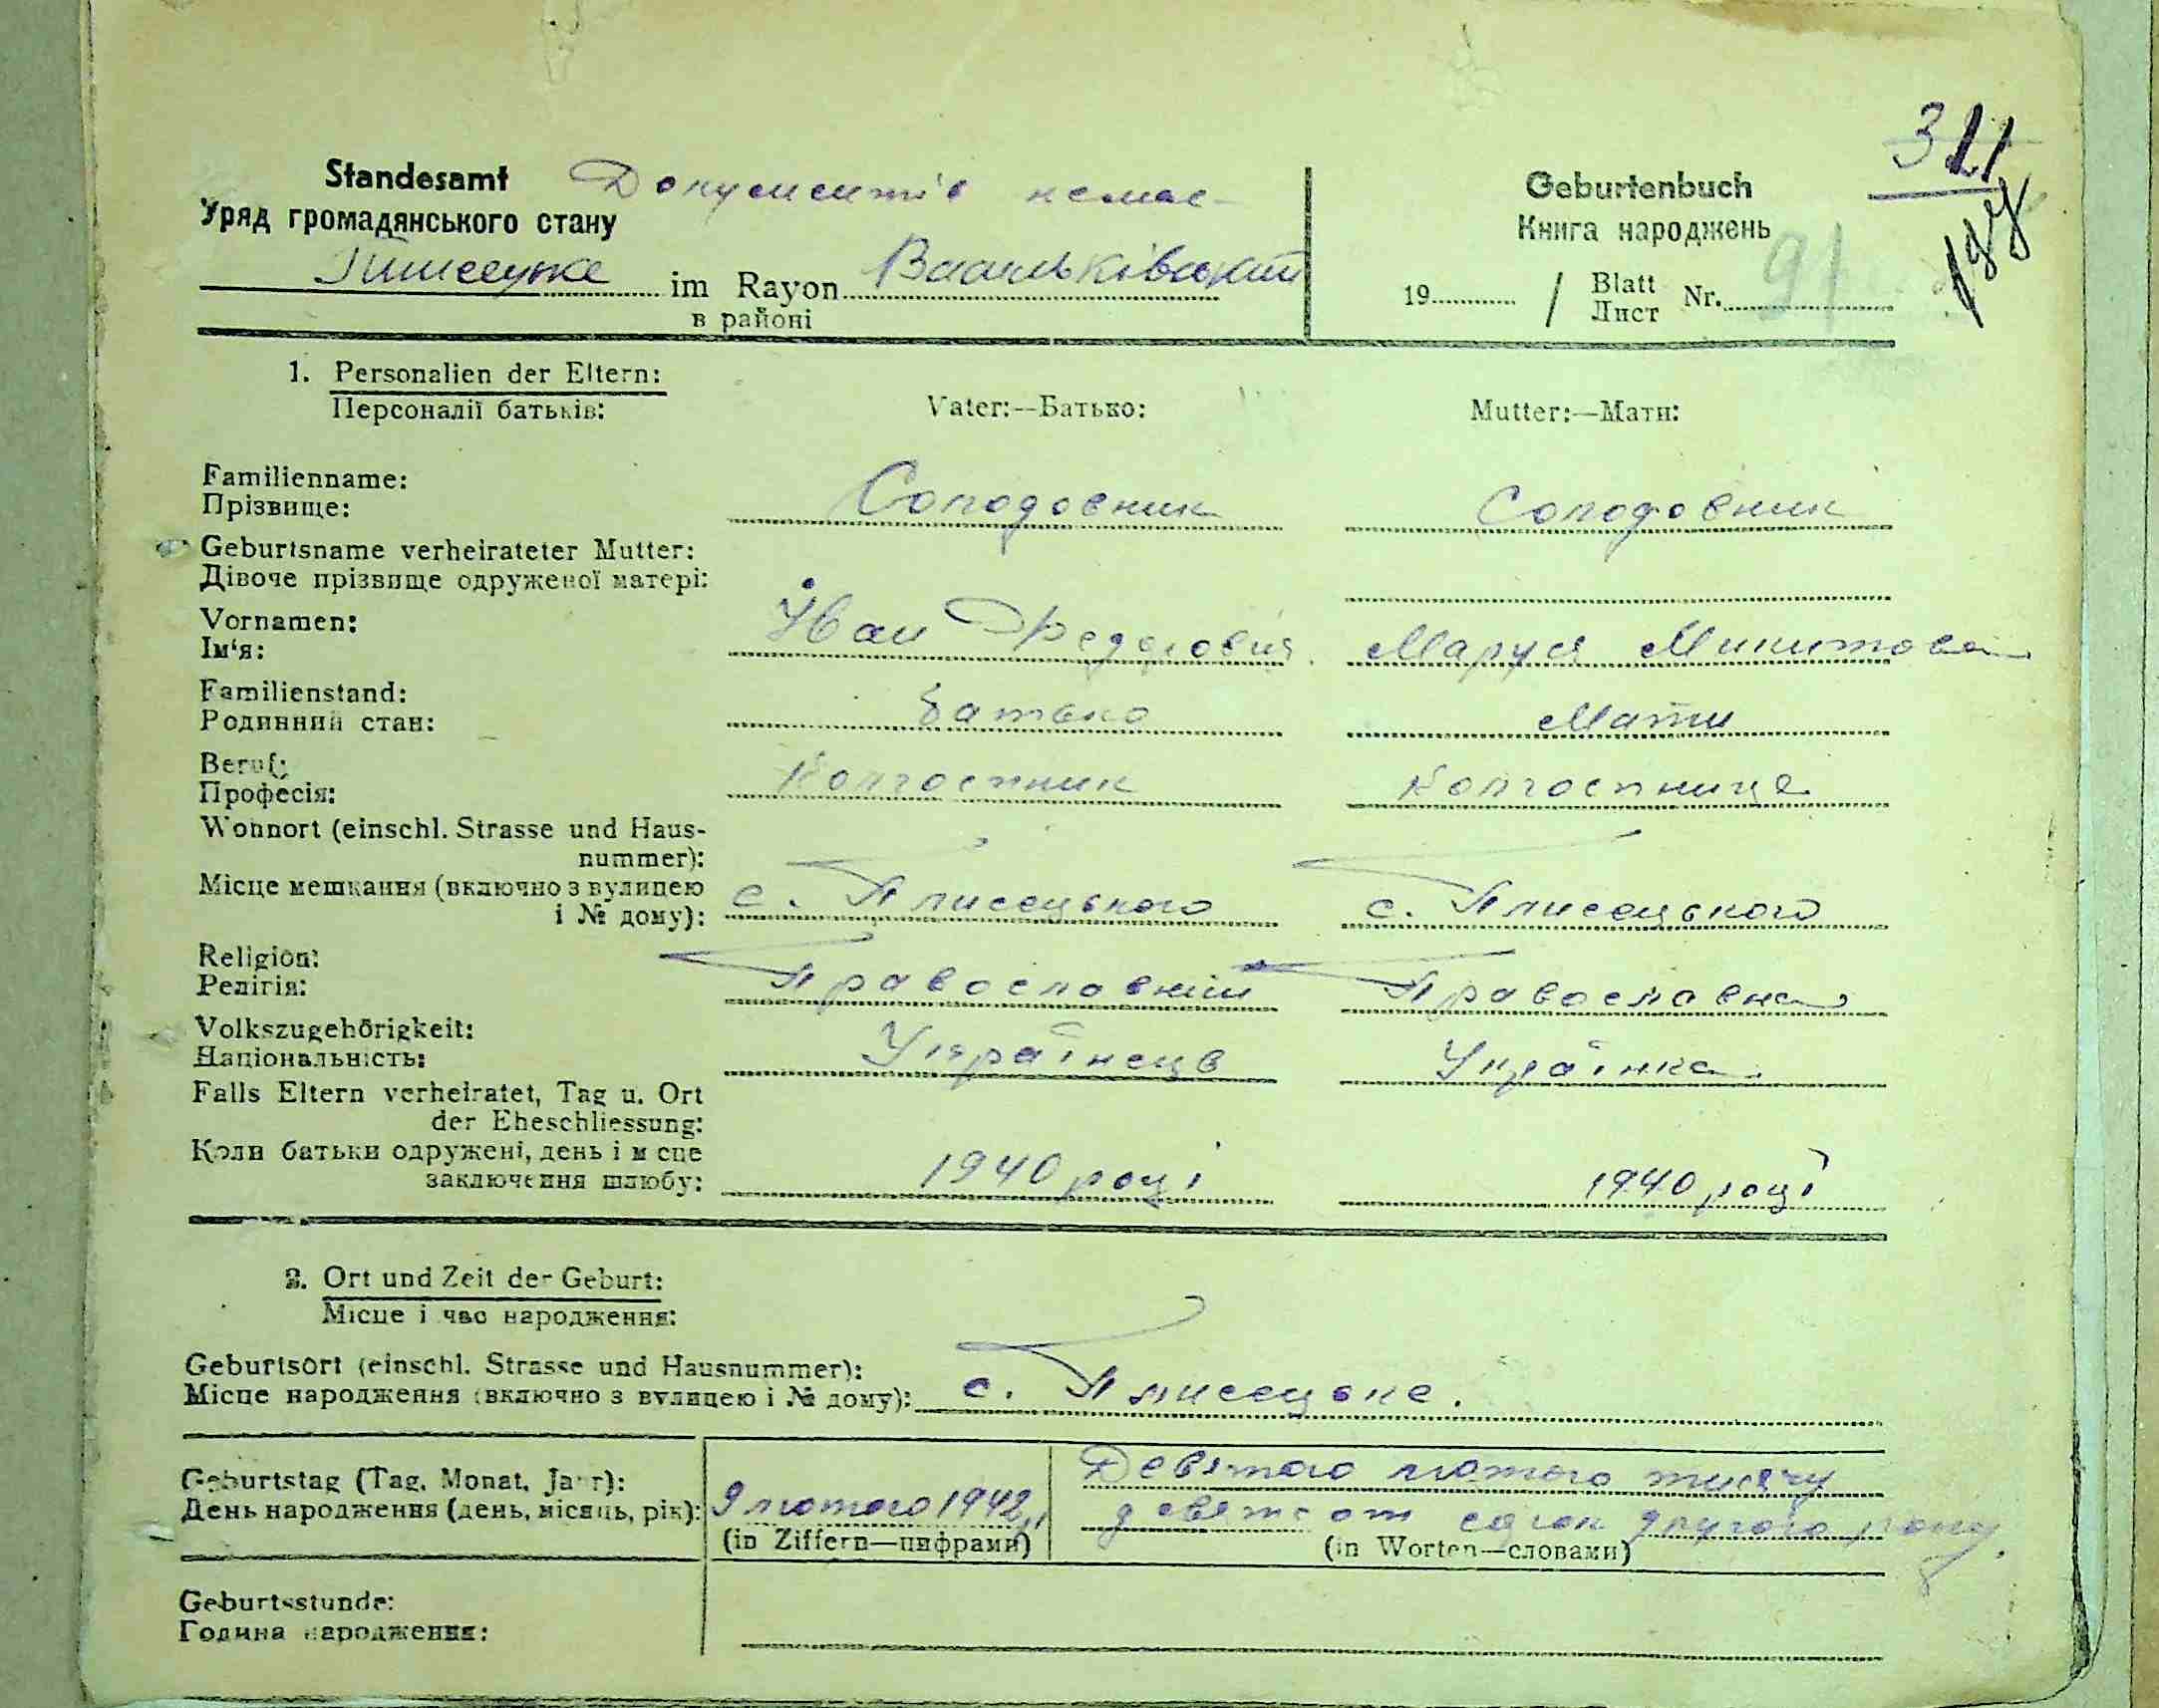 Standesamt Документів немає Geburtenbuch 311
Уряд громадянського стану Книга народжень 188
Плисецьке im Rayon Васильківський 19 / Blatt Nr. 91
в районі Лист
1. Personalien der Eltern:
Персоналії батьків: Vater:—Батько: Mutter:—Мати:
Familienname:
Прізвище: Солодовник Солодовник
Geburtsname verheirateter Mutter:
Дівоче прізвище одруженої матері:
Vornamen:
Ім'я: Іван Федорович. Маруся Микитова
Familienstand:
Родинний стан: Батько Мати
Beruf:
Професія: Колгоспник Колгоспниця
Wohnort (einschl. Strasse und Haus-
nummer):
Місце мешкання (включно з вулицею
і № дому): с. Плисецького с. Плисецького
Religion:
Релігія: Православний Православна
Volkszugehörigkeit:
Національність: Українець Українка.
Falls Eltern verheiratet, Tag u. Ort
der Eheschliessung:
Коли батьки одружені, день і м сце
заключення шлюбу: 1940 році 1940 році
2. Ort und Zeit der Geburt:
Місце і час народження:
Geburtsort (einschl. Strasse und Hausnummer):
Місце народження (включно з вулицею і № дому): с. Плисецьке.
Geburtstag (Tag, Monat, Jahr): Девятого лютого тисячу
День народження (день, місяць, рік): 9 лютого 1942 девятсот сорок другого року.
(in Ziffern—цифрами) (in Worten—словами)
Geburtsstunde:
Година народження: